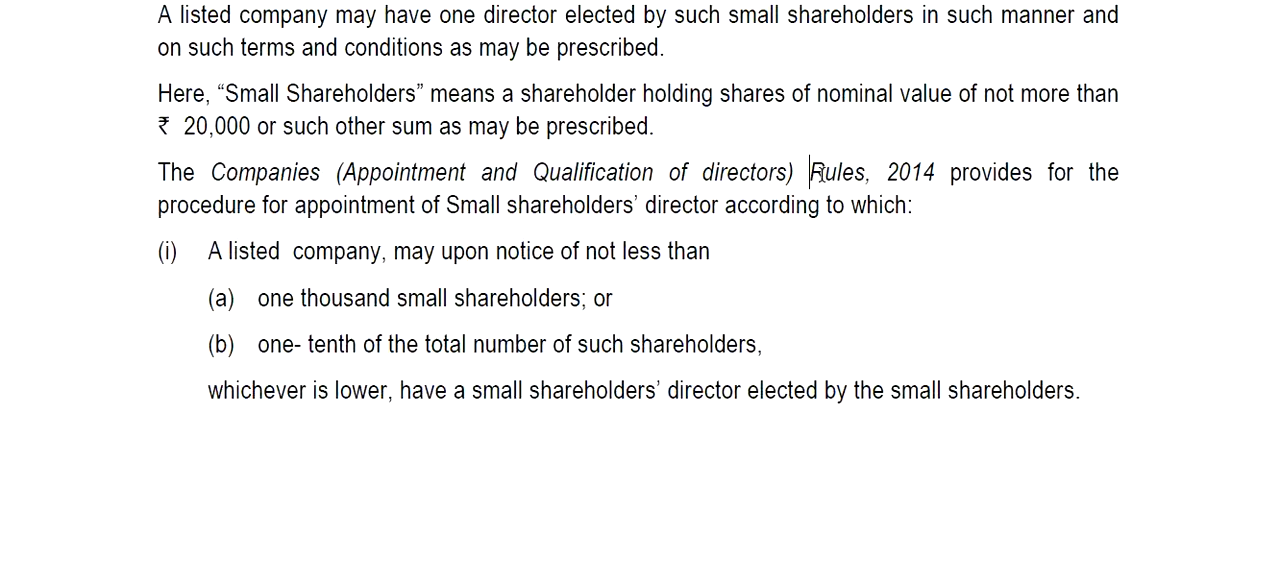 A listed company may have one director elected by such small shareholders in such manner and
on such terms and conditions as may be prescribed.
Here, “Small Shareholders” means a shareholder holding shares of nominal value of not more than
₹ 20,000 or such other sum as may be prescribed.
The Companies (Appointment and Qualification of directors) Rules, 2014 provides for the
procedure for appointment of Small shareholders’ director according to which:
(i) A listed company, may upon notice of not less than
(a) one thousand small shareholders; or
(b) one- tenth of the total number of such shareholders,
whichever is lower, have a small shareholders’ director elected by the small shareholders.